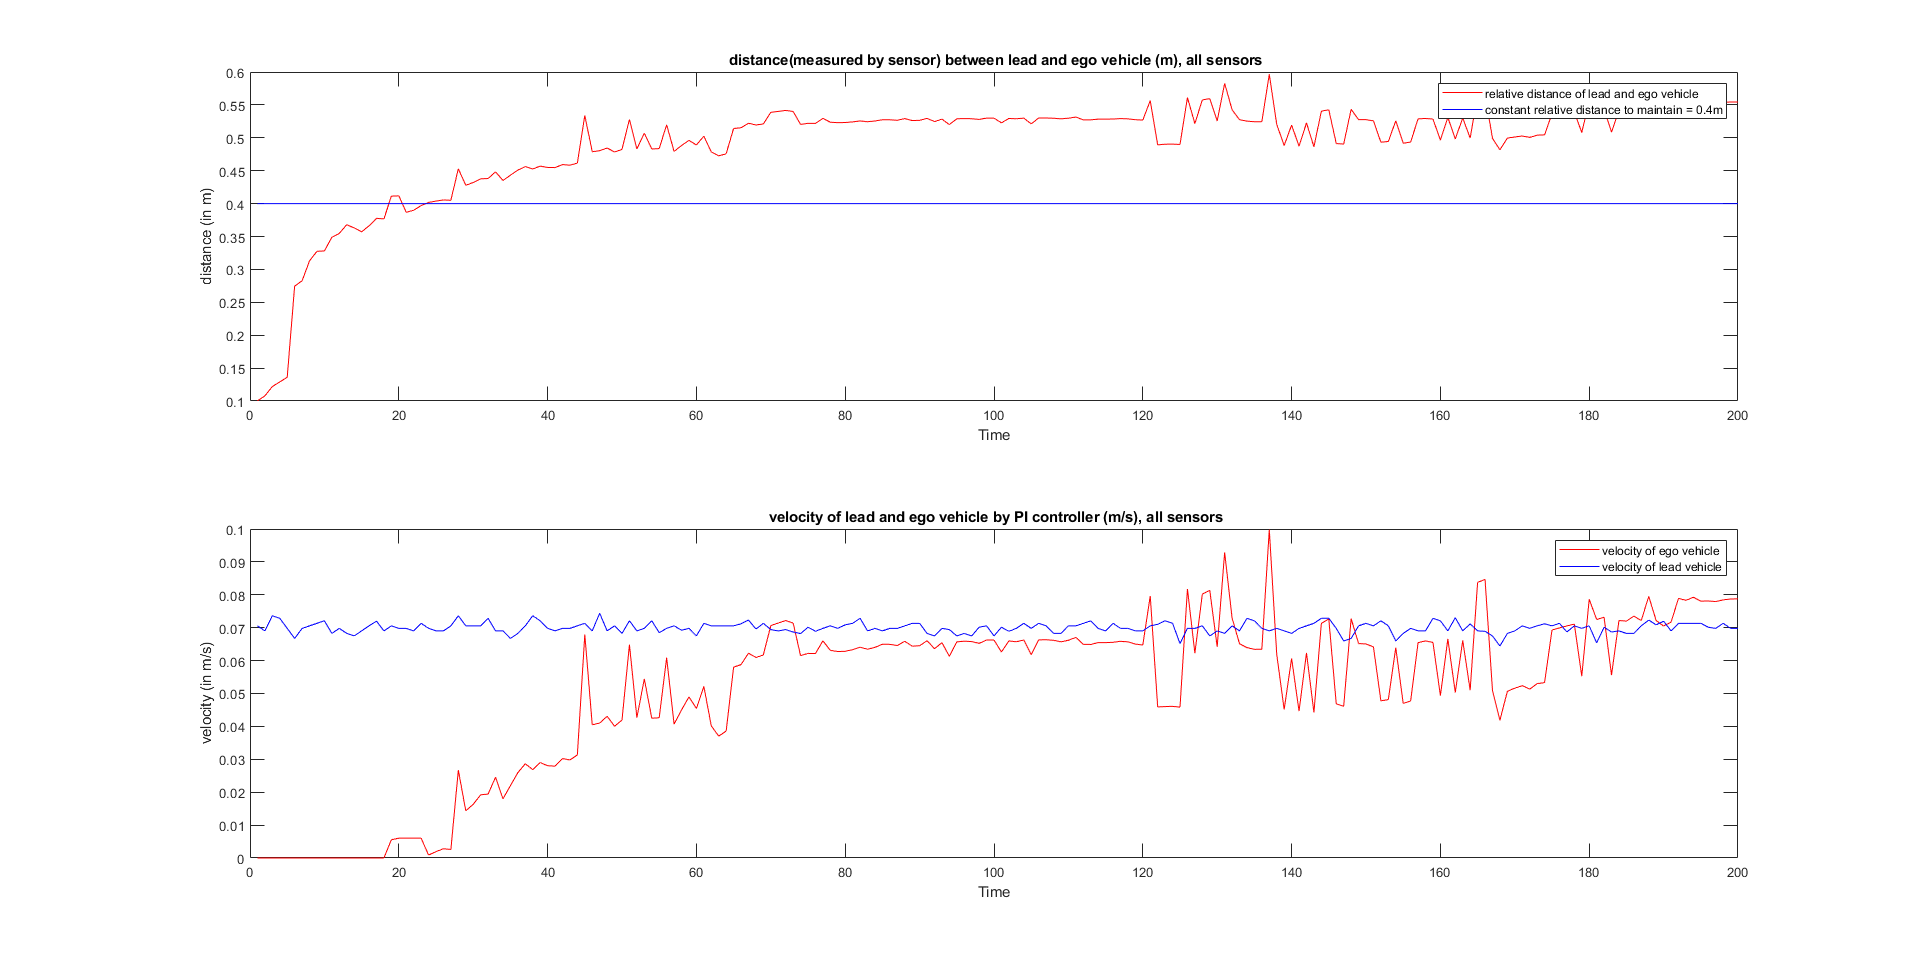 distance(measured by sensor) between lead and ego vehicle (m), all sensors
0.6
0.55
0.5
0.45
0.4
0.35
0.3
0.25
0.2
0.15
0.1
distance (in m)
relative distance of lead and ego vehicle
constant relative distance to maintain = 0.4m
0 20 40 60 80 100 120 140 160 180 200
Time
velocity of lead and ego vehicle by PI controller (m/s), all sensors
0.1
0.09
0.08
0.07
0.06
0.05
0.04
0.03
0.02
0.01
0
velocity (in m/s)
velocity of ego vehicle
velocity of lead vehicle
0 20 40 60 80 100 120 140 160 180 200
Time